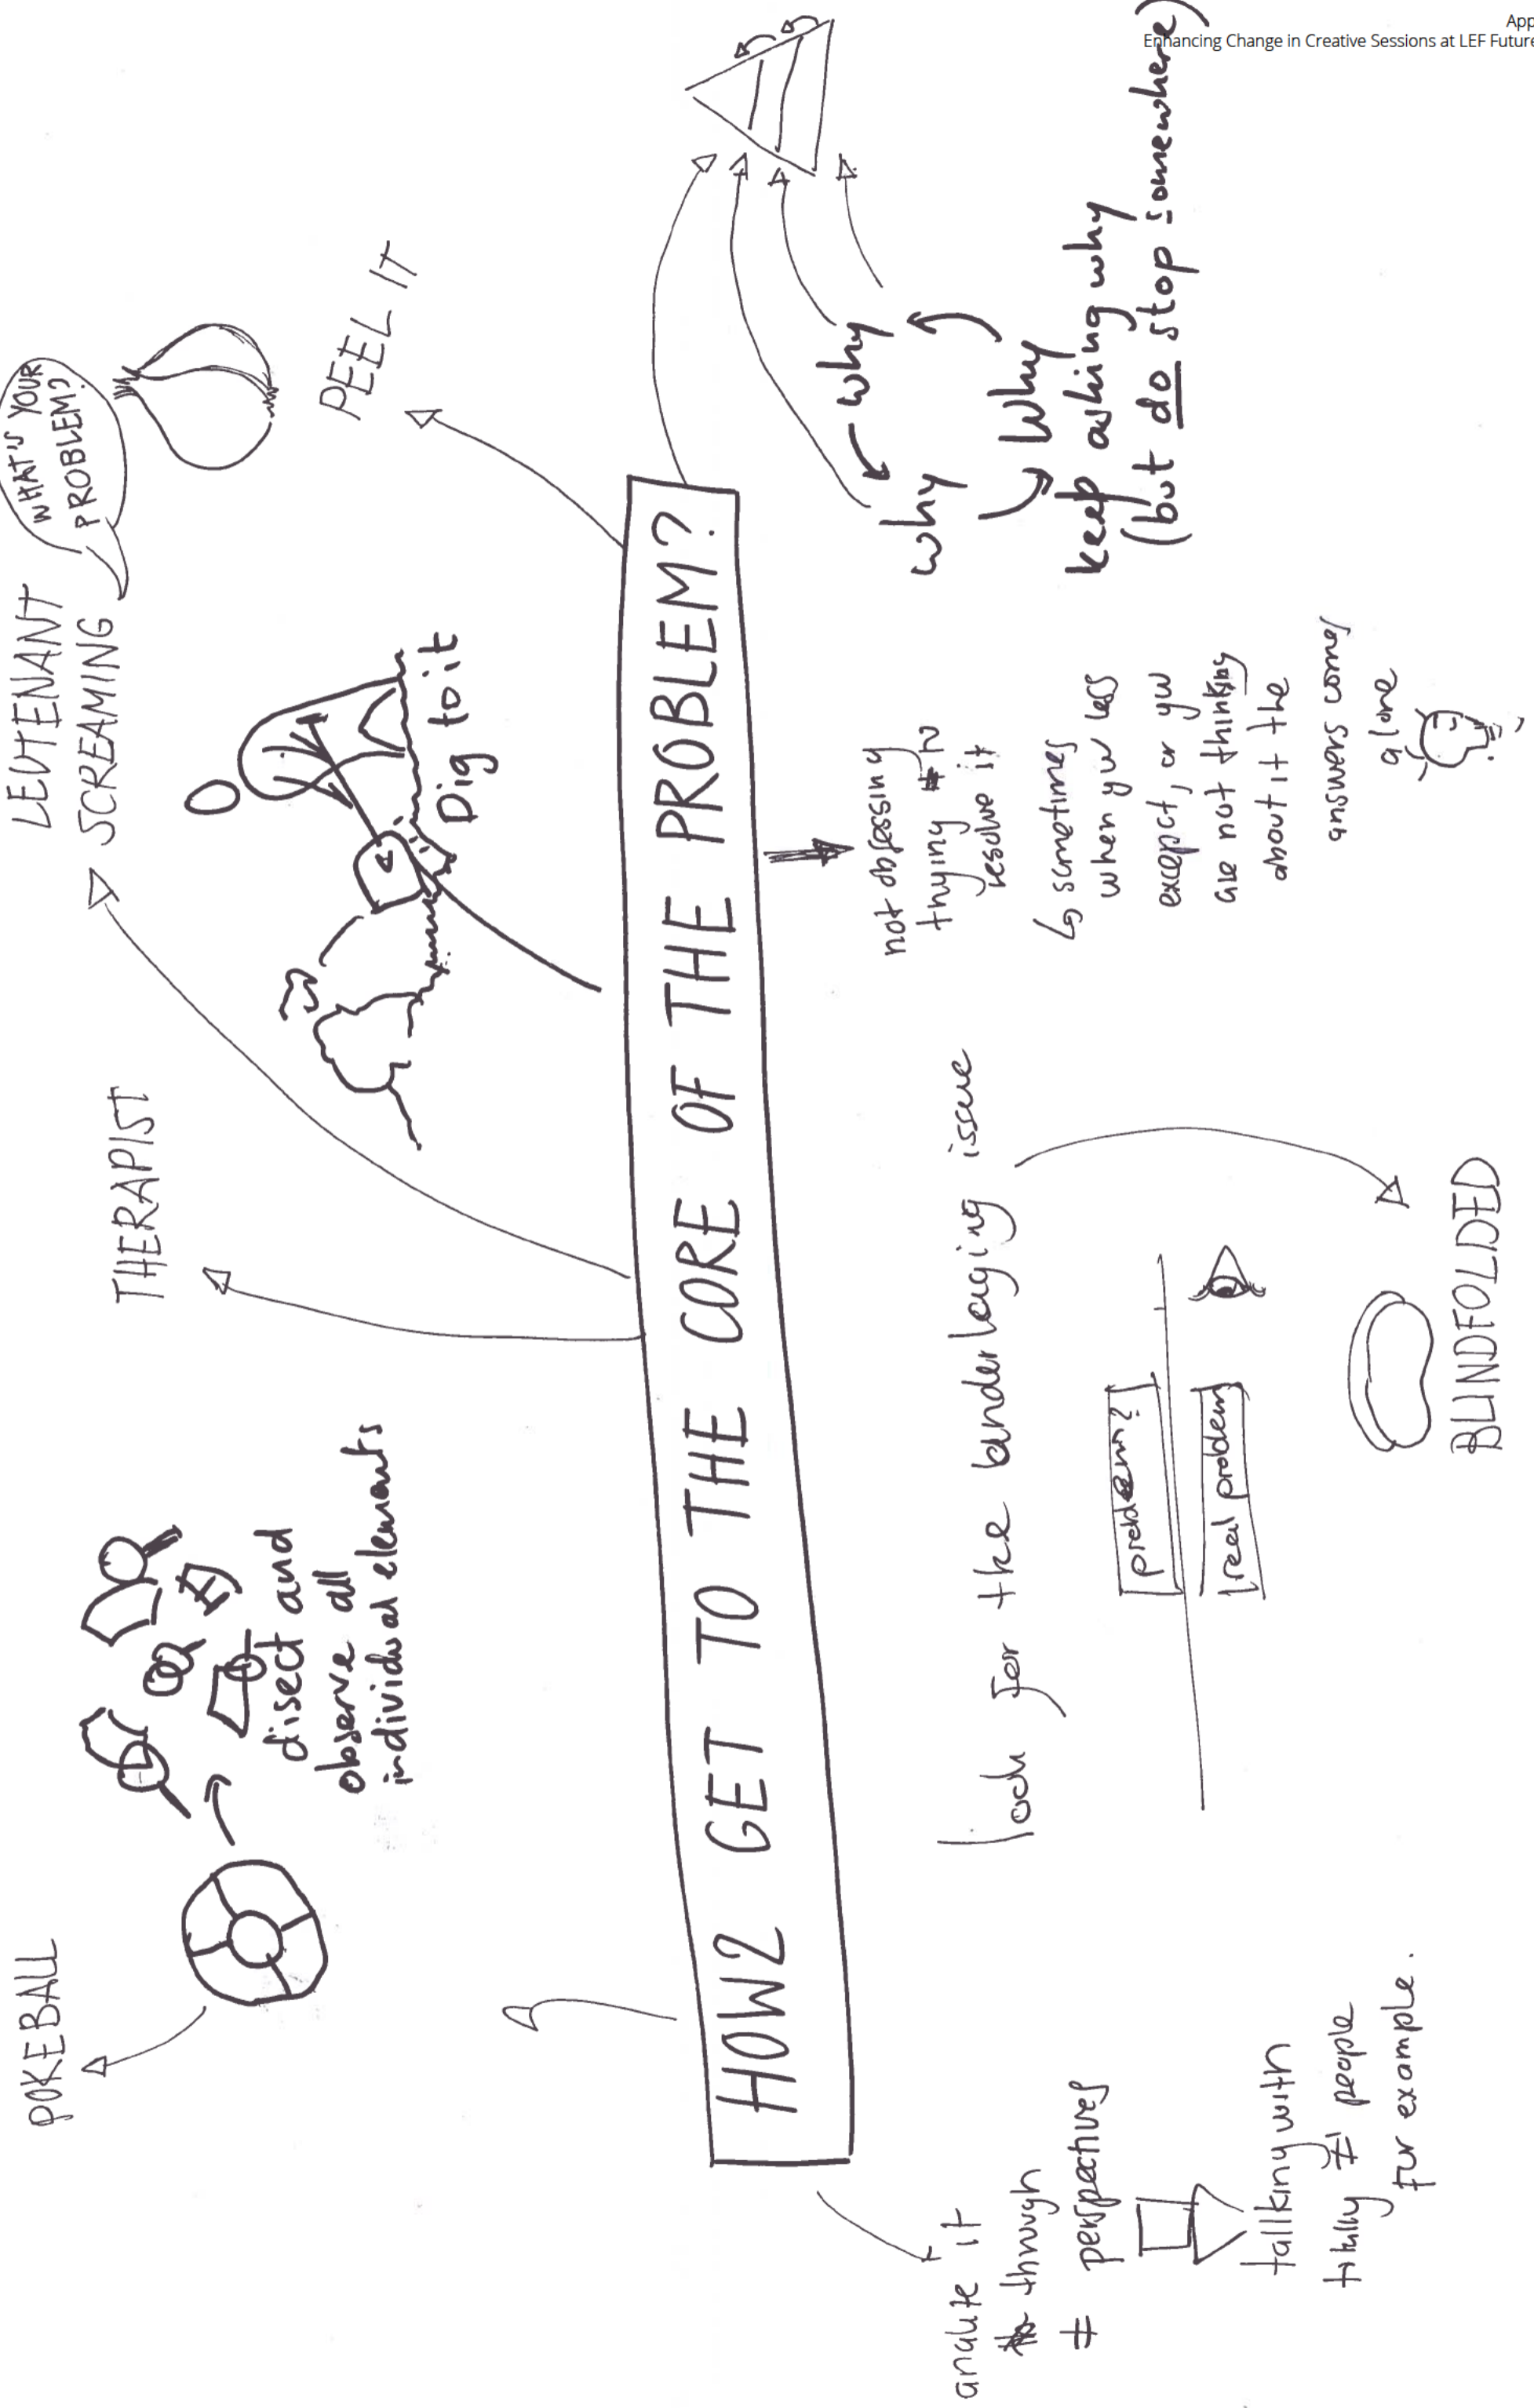 App
Enhancing Change in Creative Sessions at LEF Future
POKEBALL
disect and
observe all
individual elements
THERAPIST
LEUTENANT
SCREAMING
WHAT'S YOUR
PROBLEM?
PEEL IT
Dig to it
HOW2 GET TO THE CORE OF THE PROBLEM?
analite it
through
≠ perspectives
talking with
≠ people
for example.
look for the underlaging issue
problem?
real problem
BLINDFOLDED
not obsessing
trying to
resolve it
↳ sometimes
when you less
except, or you
are not thinking
about it the
answers comes
alone
why
why
why
keep asking why
(but do stop somewhere)